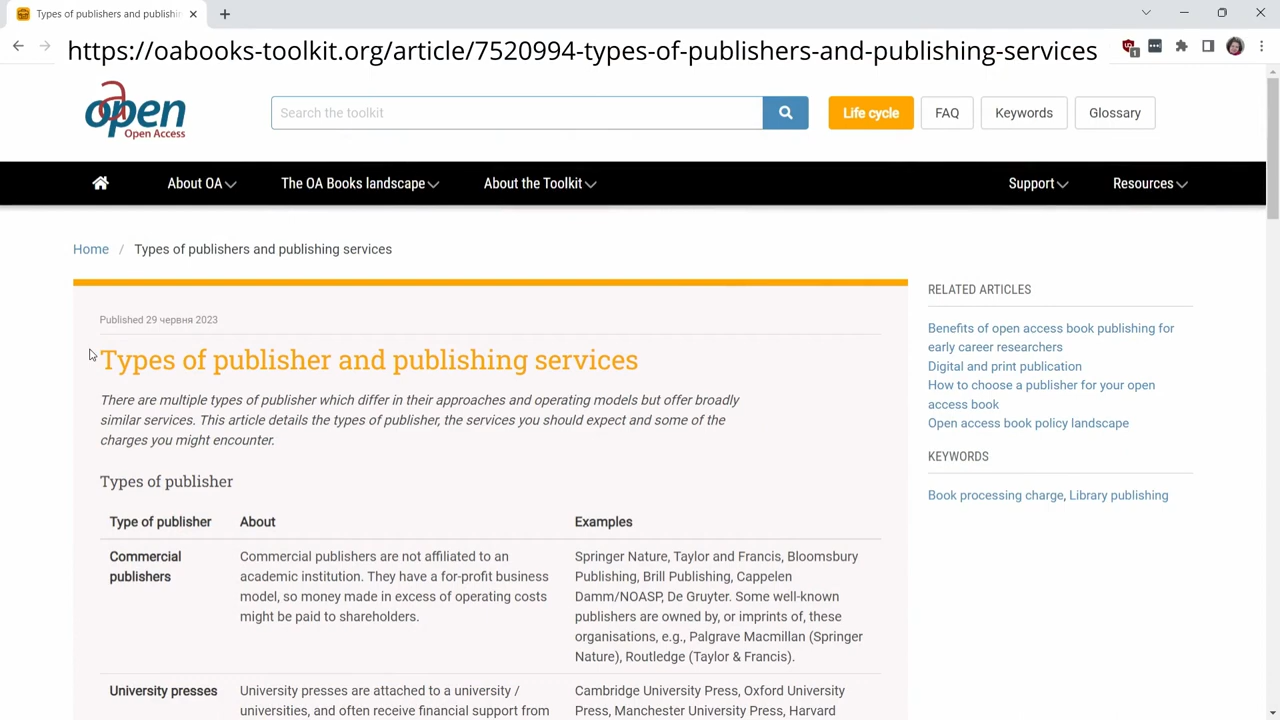 Types of publishers and publishin
https://oabooks-toolkit.org/article/7520994-types-of-publishers-and-publishing-services
1
open
Open Access
Search the toolkit
Life cycle
FAQ
Keywords
Glossary
About OA
The OA Books landscape
About the Toolkit
Support
Resources
Home / Types of publishers and publishing services
Published 29 червня 2023
Types of publisher and publishing services
There are multiple types of publisher which differ in their approaches and operating models but offer broadly
similar services. This article details the types of publisher, the services you should expect and some of the
charges you might encounter.
Types of publisher
Type of publisher
About
Examples
Commercial
publishers
Commercial publishers are not affiliated to an
academic institution. They have a for-profit business
model, so money made in excess of operating costs
might be paid to shareholders.
Springer Nature, Taylor and Francis, Bloomsbury
Publishing, Brill Publishing, Cappelen
Damm/NOASP, De Gruyter. Some well-known
publishers are owned by, or imprints of, these
organisations, e.g., Palgrave Macmillan (Springer
Nature), Routledge (Taylor & Francis).
University presses
University presses are attached to a university /
universities, and often receive financial support from
Cambridge University Press, Oxford University
Press, Manchester University Press, Harvard
RELATED ARTICLES
Benefits of open access book publishing for
early career researchers
Digital and print publication
How to choose a publisher for your open
access book
Open access book policy landscape
KEYWORDS
Book processing charge, Library publishing